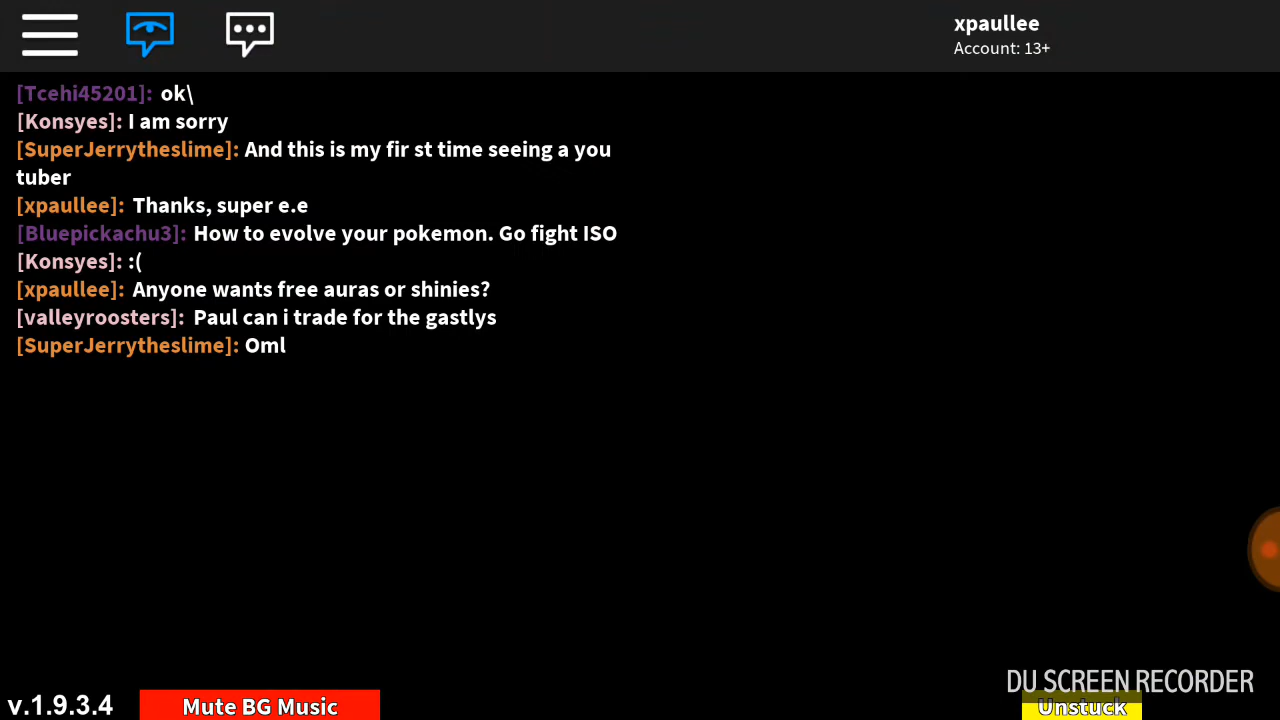 xpaullee
Account: 13+
[Tcehi45201]: ok\
[Konsyes]: I am sorry
[SuperJerrytheslime]: And this is my fir st time seeing a you
tuber
[xpaullee]: Thanks, super e.e
[Bluepickachu3]: How to evolve your pokemon. Go fight ISO
[Konsyes]: :(
[xpaullee]: Anyone wants free auras or shinies?
[valleyroosters]: Paul can i trade for the gastlys
[SuperJerrytheslime]: Oml
DU SCREEN RECORDER
v.1.9.3.4
Mute BG Music
Unstuck